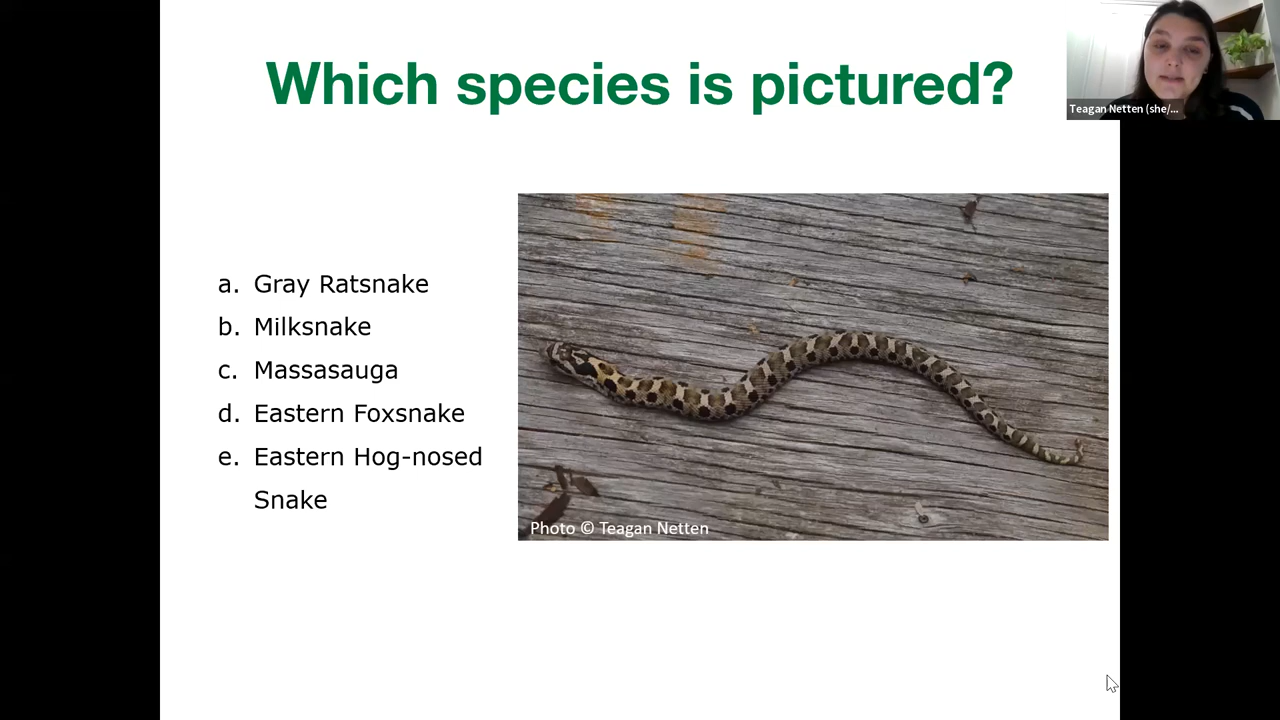 Which species is pictured?
Teagan Netten (she/...
a. Gray Ratsnake
b. Milksnake
c. Massasauga
d. Eastern Foxsnake
e. Eastern Hog-nosed
Snake
Photo © Teagan Netten